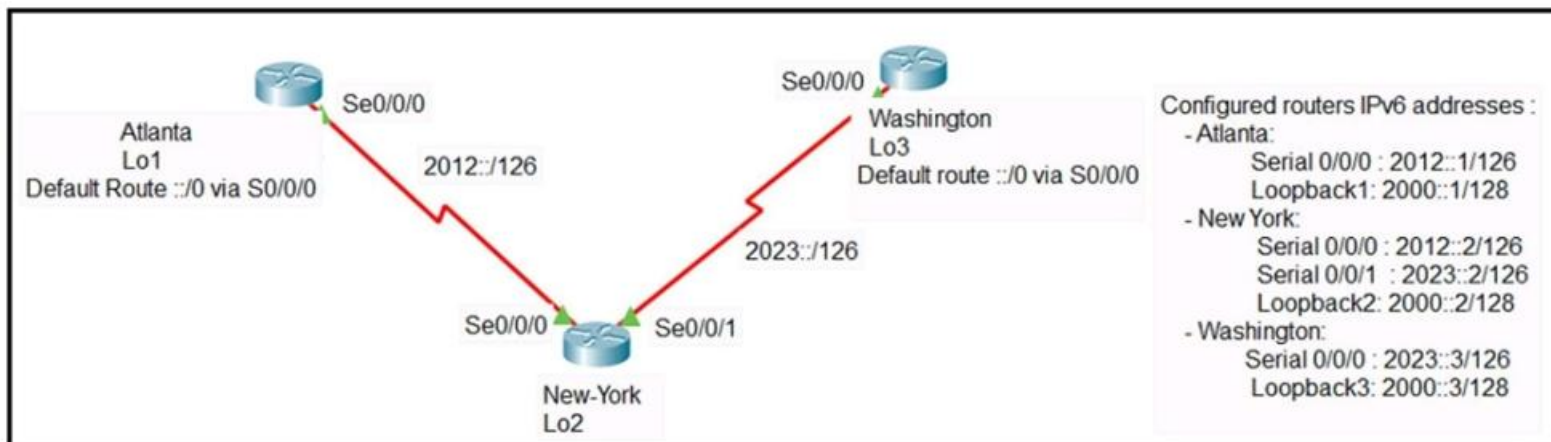 Se0/0/0
Atlanta
Lo1
Default Route ::/0 via S0/0/0
2012::/126
Se0/0/0
Washington
Lo3
Default route ::/0 via S0/0/0
2023::/126
Se0/0/0
Se0/0/1
New-York
Lo2
Configured routers IPv6 addresses :
- Atlanta:
Serial 0/0/0 : 2012::1/126
Loopback1: 2000::1/128
- New York:
Serial 0/0/0 : 2012::2/126
Serial 0/0/1 : 2023::2/126
Loopback2: 2000::2/128
- Washington:
Serial 0/0/0 : 2023::3/126
Loopback3: 2000::3/128